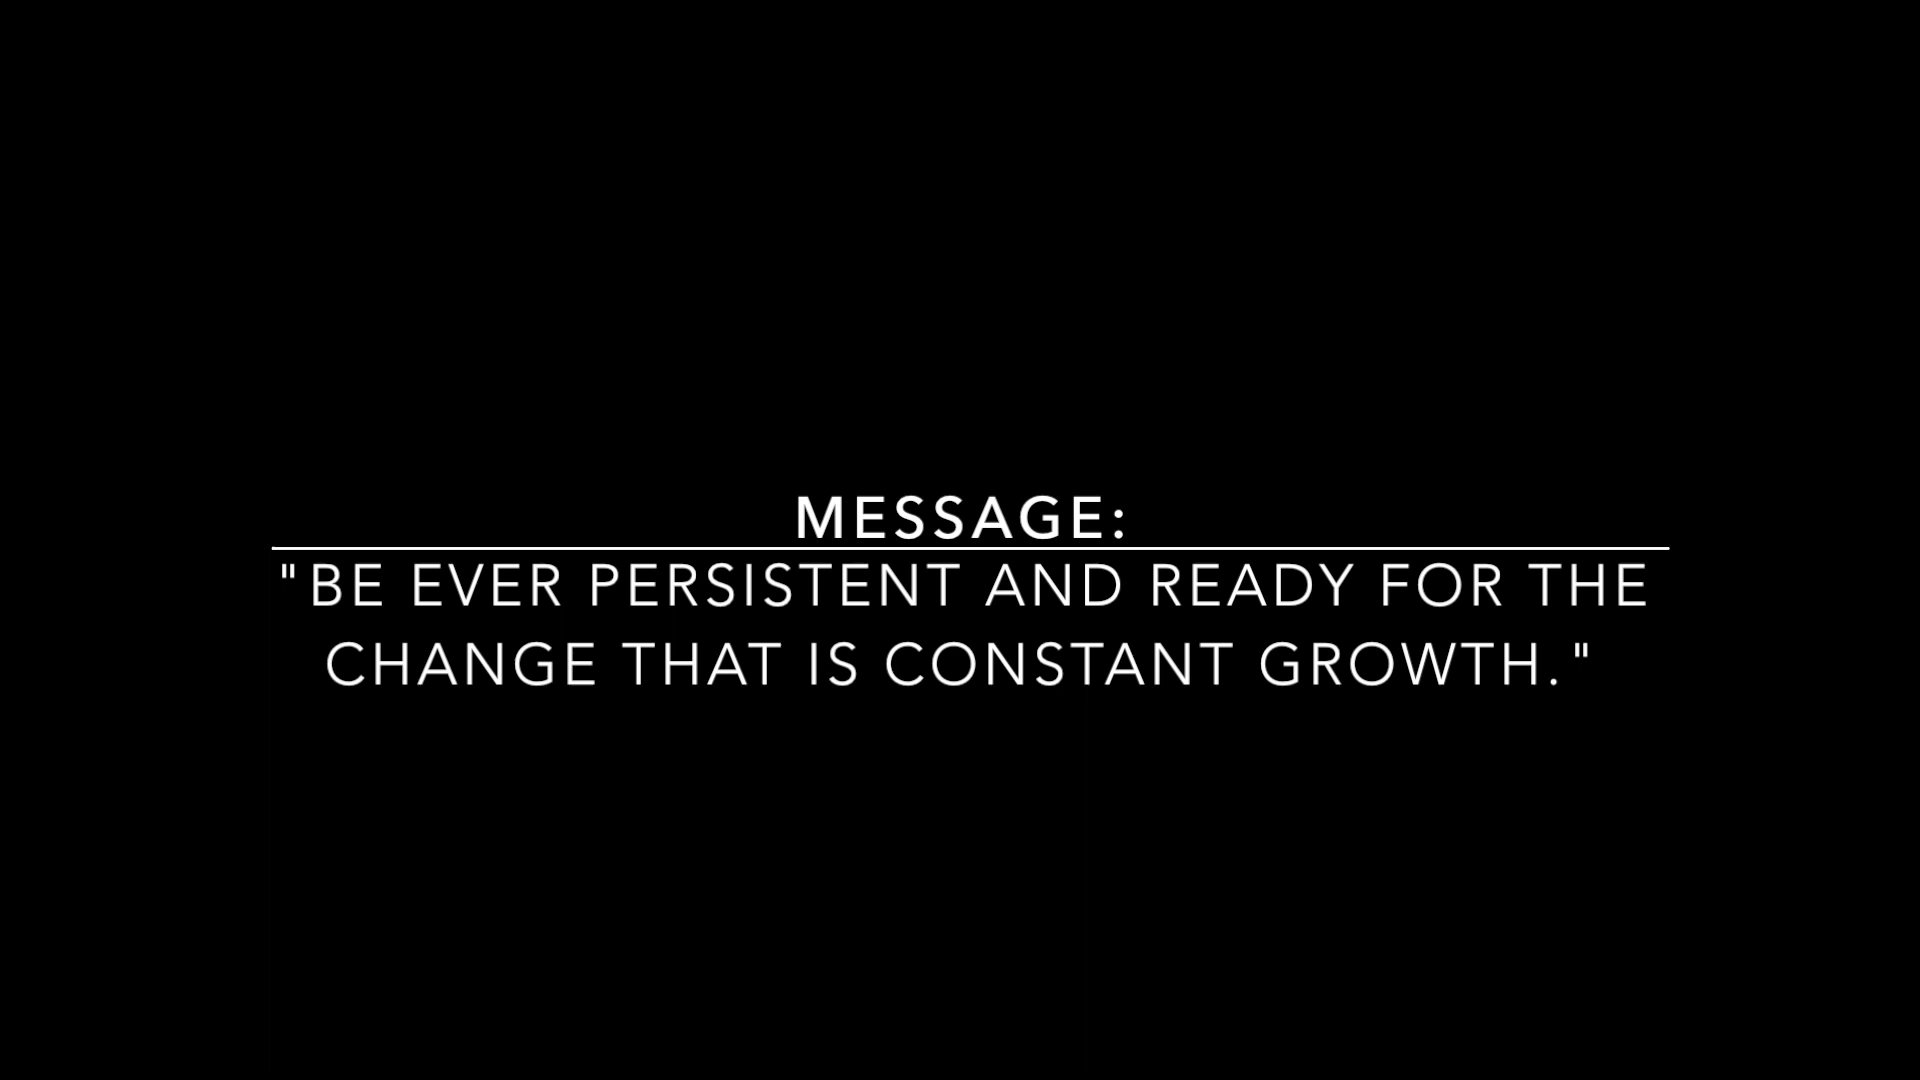 MESSAGE:
"BE EVER PERSISTENT AND READY FOR THE
CHANGE THAT IS CONSTANT GROWTH."